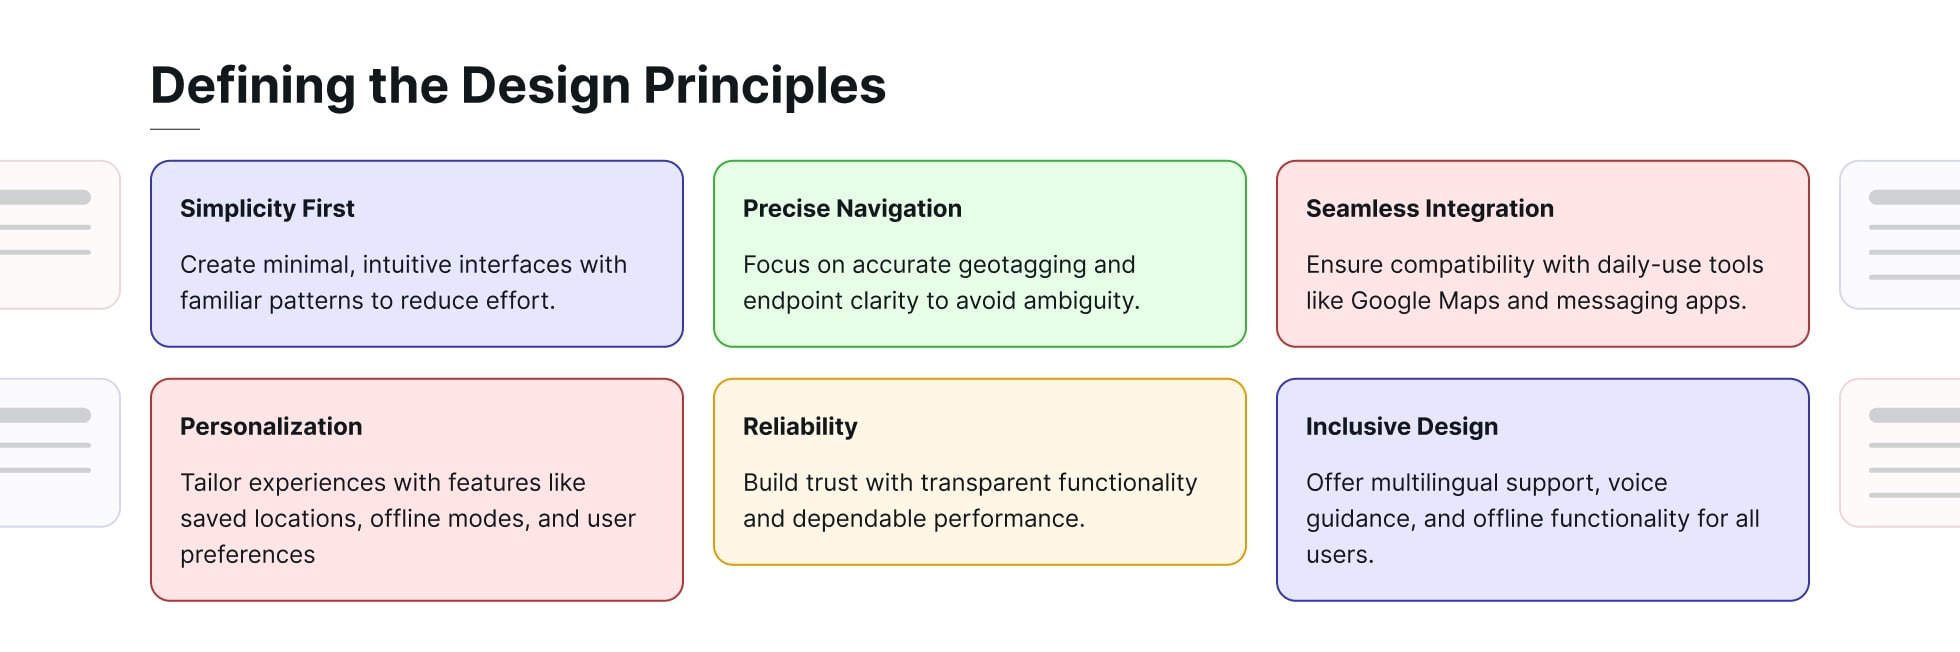 Defining the Design Principles
Simplicity First
Create minimal, intuitive interfaces with
familiar patterns to reduce effort.
Precise Navigation
Focus on accurate geotagging and
endpoint clarity to avoid ambiguity.
Seamless Integration
Ensure compatibility with daily-use tools
like Google Maps and messaging apps.
Personalization
Tailor experiences with features like
saved locations, offline modes, and user
preferences
Reliability
Build trust with transparent functionality
and dependable performance.
Inclusive Design
Offer multilingual support, voice
guidance, and offline functionality for all
users.